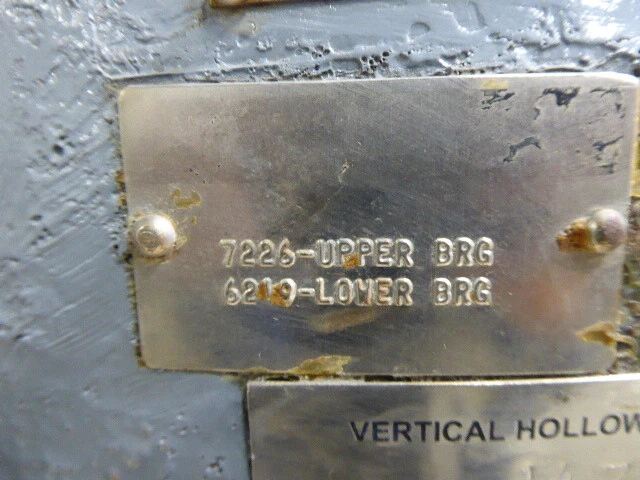 7226-UPPER BRG
6219-LOWER BRG
VERTICAL HOLLOW